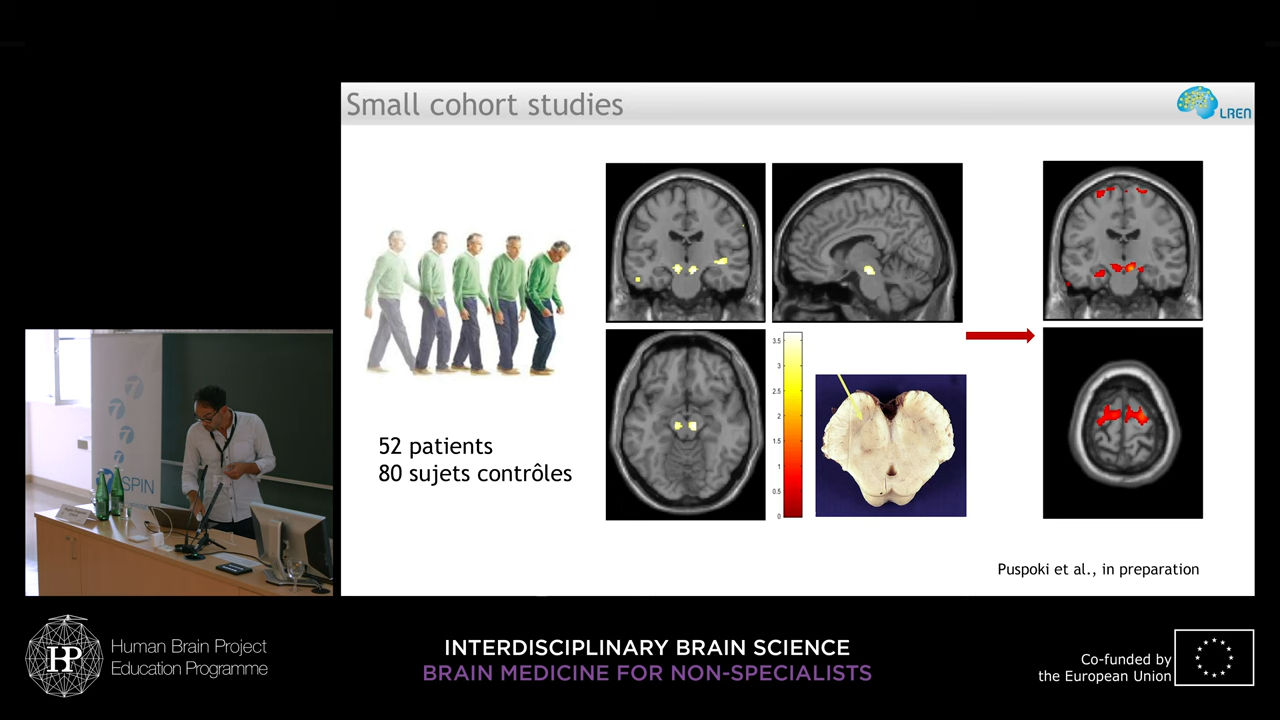 Small cohort studies
LREN
52 patients
80 sujets contrôles
3.5
3
2.5
2
1.5
1
0.5
0
Puspoki et al., in preparation
SPIN
HP
Human Brain Project
Education Programme
INTERDISCIPLINARY BRAIN SCIENCE
BRAIN MEDICINE FOR NON-SPECIALISTS
Co-funded by
the European Union